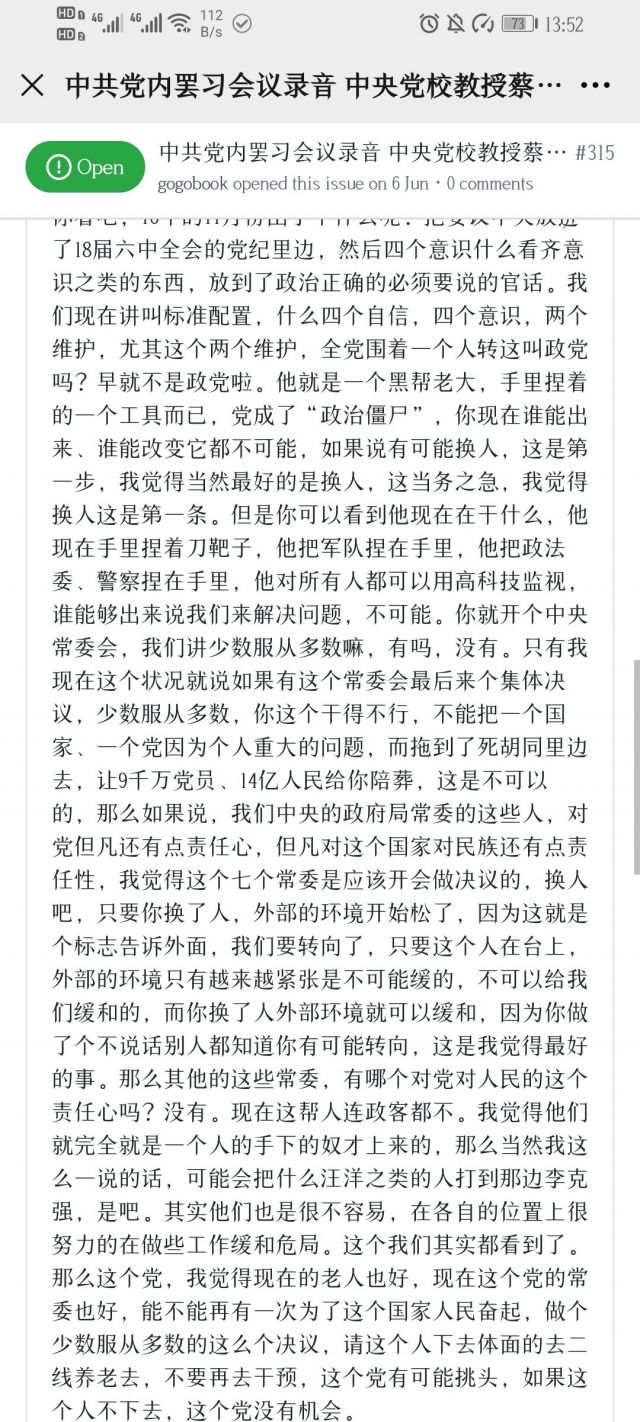 HD 1 4G 4G 112 B/s 73 13:52
HD 2
中共党内罢习会议录音 中央党校教授蔡…
Open 中共党内罢习会议录音 中央党校教授蔡… #315
gogobook opened this issue on 6 Jun · 0 comments
了18届六中全会的党纪里边，然后四个意识什么看齐意
识之类的东西，放到了政治正确的必须要说的官话。我
们现在讲叫标准配置，什么四个自信，四个意识，两个
维护，尤其这个两个维护，全党围着一个人转这叫政党
吗？早就不是政党啦。他就是一个黑帮老大，手里捏着
的一个工具而已，党成了“政治僵尸”，你现在谁能出
来、谁能改变它都不可能，如果说有可能换人，这是第
一步，我觉得当然最好的是换人，这当务之急，我觉得
换人这是第一条。但是你可以看到他现在在干什么，他
现在手里捏着刀靶子，他把军队捏在手里，他把政法
委、警察捏在手里，他对所有人都可以用高科技监视，
谁能够出来说我们来解决问题，不可能。你就开个中央
常委会，我们讲少数服从多数嘛，有吗，没有。只有我
现在这个状况就说如果有这个常委会最后来个集体决
议，少数服从多数，你这个干得不行，不能把一个国
家、一个党因为个人重大的问题，而拖到了死胡同里边
去，让9千万党员、14亿人民给你陪葬，这是不可以
的，那么如果说，我们中央的政府局常委的这些人，对
党但凡还有点责任心，但凡对这个国家对民族还有点责
任性，我觉得这个七个常委是应该开会做决议的，换人
吧，只要你换了人，外部的环境开始松了，因为这就是
个标志告诉外面，我们要转向了，只要这个人在台上，
外部的环境只有越来越紧张是不可能缓的，不可以给我
们缓和的，而你换了人外部环境就可以缓和，因为你做
了个不说话别人都知道你有可能转向，这是我觉得最好
的事。那么其他的这些常委，有哪个对党对人民的这个
责任心吗？没有。现在这帮人连政客都不。我觉得他们
就完全就是一个人的手下的奴才上来的，那么当然我这
么一说的话，可能会把什么汪洋之类的人打到那边李克
强，是吧。其实他们也是很不容易，在各自的位置上很
努力的在做些工作缓和危局。这个我们其实都看到了。
那么这个党，我觉得现在的老人也好，现在这个党的常
委也好，能不能再有一次为了这个国家人民奋起，做个
少数服从多数的这么个决议，请这个人下去体面的去二
线养老去，不要再去干预，这个党有可能挑头，如果这
个人不下去，这个党没有机会。